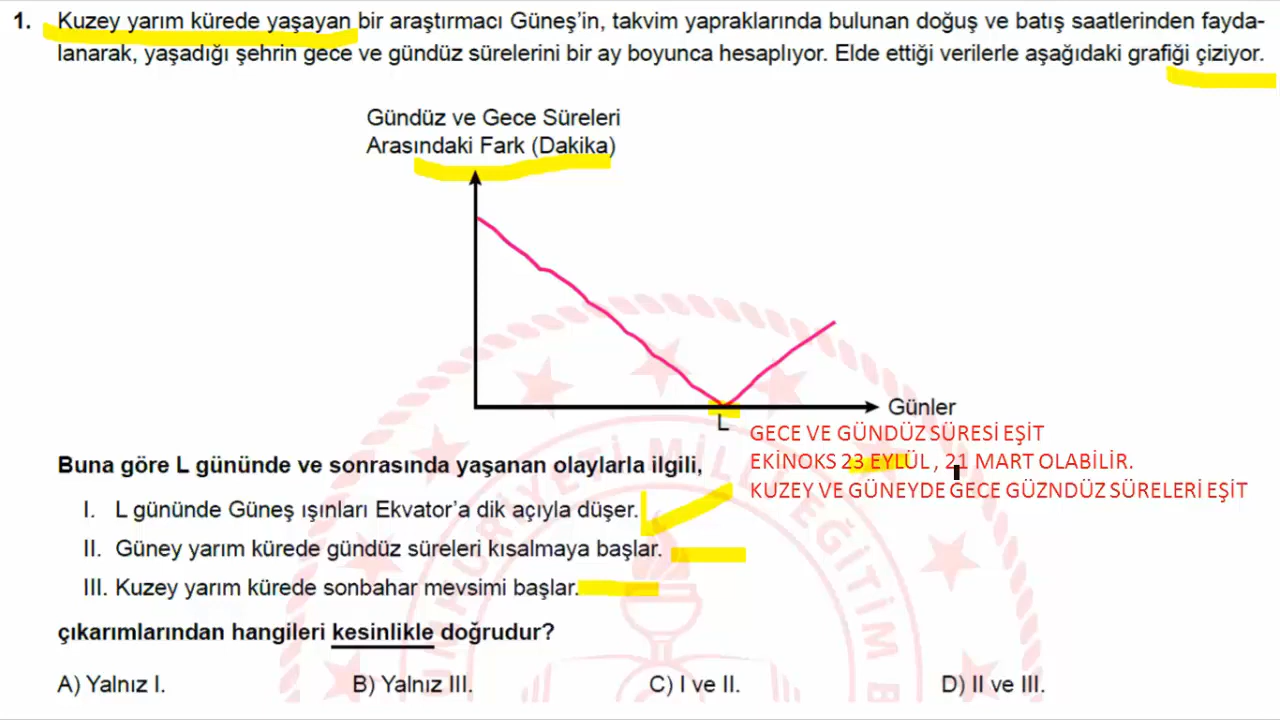 1. Kuzey yarım kürede yaşayan bir araştırmacı Güneş’in, takvim yapraklarında bulunan doğuş ve batış saatlerinden fayda-
lanarak, yaşadığı şehrin gece ve gündüz sürelerini bir ay boyunca hesaplıyor. Elde ettiği verilerle aşağıdaki grafiği çiziyor.
Gündüz ve Gece Süreleri
Arasındaki Fark (Dakika)
Günler
L
GECE VE GÜNDÜZ SÜRESİ EŞİT
EKİNOKS 23 EYLÜL , 21 MART OLABİLİR.
KUZEY VE GÜNEYDE GECE GÜZNDÜZ SÜRELERİ EŞİT
Buna göre L gününde ve sonrasında yaşanan olaylarla ilgili,
I. L gününde Güneş ışınları Ekvator’a dik açıyla düşer.
II. Güney yarım kürede gündüz süreleri kısalmaya başlar.
III. Kuzey yarım kürede sonbahar mevsimi başlar.
çıkarımlarından hangileri kesinlikle doğrudur?
A) Yalnız I.
B) Yalnız III.
C) I ve II.
D) II ve III.